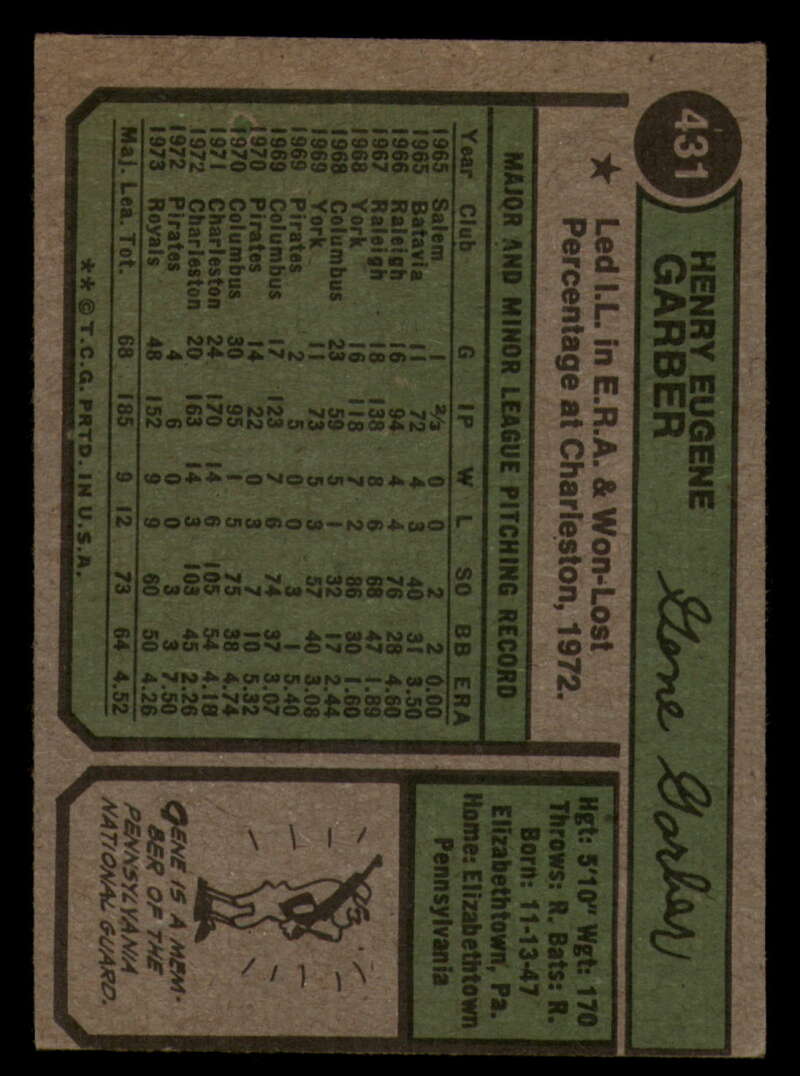 431
HENRY EUGENE
GARBER
Gene Garber
★ Led I.L. in E.R.A. & Won-Lost
Percentage at Charleston, 1972.
MAJOR AND MINOR LEAGUE PITCHING RECORD
Year Club G IP W L SO BB ERA
1965 Salem 1 2/3 0 0 2 2 0.00
1965 Batavia 11 72 4 3 40 31 3.50
1966 Raleigh 16 94 4 4 76 28 4.60
1967 Raleigh 18 138 8 6 68 47 1.89
1968 York 16 118 7 2 86 30 1.60
1968 Columbus 23 59 5 1 32 17 2.44
1969 York 11 73 5 3 57 40 3.08
1969 Pirates 2 5 0 0 3 1 5.40
1969 Columbus 17 123 7 6 74 37 3.07
1970 Pirates 14 22 0 3 7 10 5.32
1970 Columbus 30 95 1 5 75 38 4.74
1971 Charleston 24 170 14 6 105 54 4.18
1972 Charleston 20 163 14 3 103 45 2.26
1972 Pirates 4 6 0 0 3 3 7.50
1973 Royals 48 152 9 9 60 50 4.26
Maj. Lea. Tot. 68 185 9 12 73 64 4.52
**©T.C.G. PRTD. IN U.S.A.
Hgt: 5'10" Wgt: 170
Throws: R. Bats: R.
Born: 11-13-47
Elizabethtown, Pa.
Home: Elizabethtown
Pennsylvania
GENE IS A MEM-
BER OF THE
PENNSYLVANIA
NATIONAL GUARD.